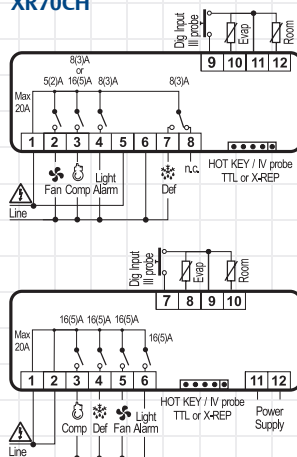 XR70CH
Dig Input
III probe
Evap
Room
9 10 11 12
8(3)A
or
5(2)A 16(5)A 8(3)A 8(3)A
Max
20A
1 2 3 4 5 6 7 8
HOT KEY / IV probe
TTL or X-REP
n.c.
Fan Comp Light Alarm Def
Line
Dig Input
III probe
Evap
Room
7 8 9 10
16(5)A 16(5)A 16(5)A
16(5)A
Max
20A
1 2 3 4 5 6 11 12
HOT KEY / IV probe
TTL or X-REP
Power
Supply
Comp Def Fan Light Alarm
Line